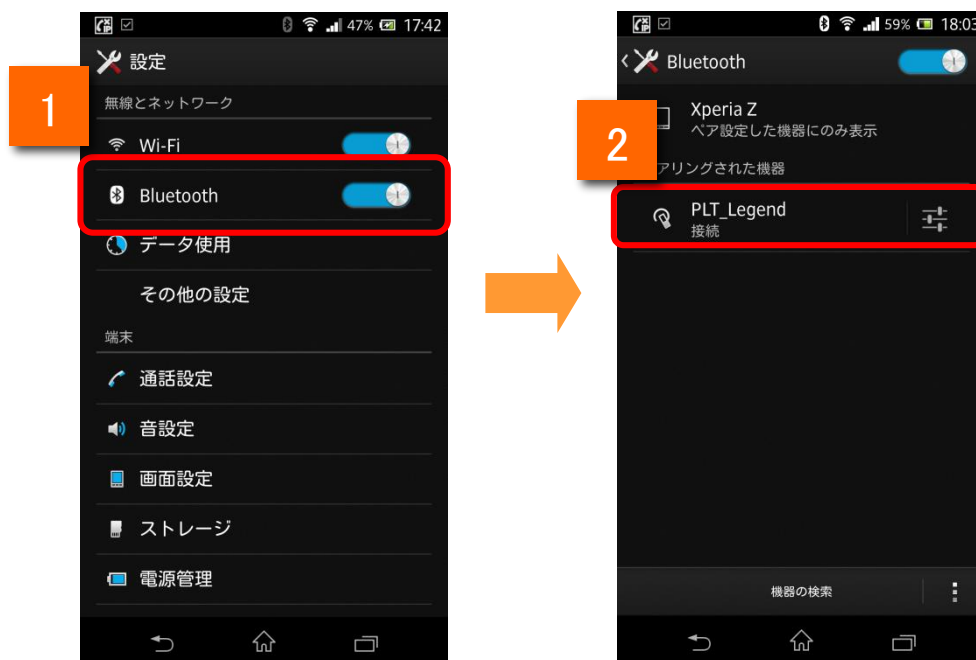 47% 17:42
設定
1
無線とネットワーク
Wi-Fi
Bluetooth
データ使用
その他の設定
端末
通話設定
音設定
画面設定
ストレージ
電源管理
59% 18:03
Bluetooth
Xperia Z
ペア設定した機器にのみ表示
2
アリングされた機器
PLT_Legend
接続
機器の検索